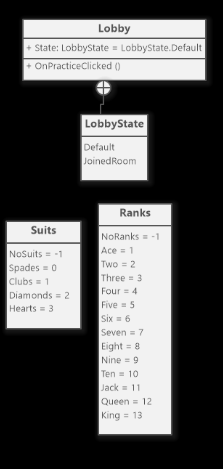 Lobby
+ State: LobbyState = LobbyState.Default
+ OnPracticeClicked ()
LobbyState
Default
JoinedRoom
Suits
NoSuits = -1
Spades = 0
Clubs = 1
Diamonds = 2
Hearts = 3
Ranks
NoRanks = -1
Ace = 1
Two = 2
Three = 3
Four = 4
Five = 5
Six = 6
Seven = 7
Eight = 8
Nine = 9
Ten = 10
Jack = 11
Queen = 12
King = 13